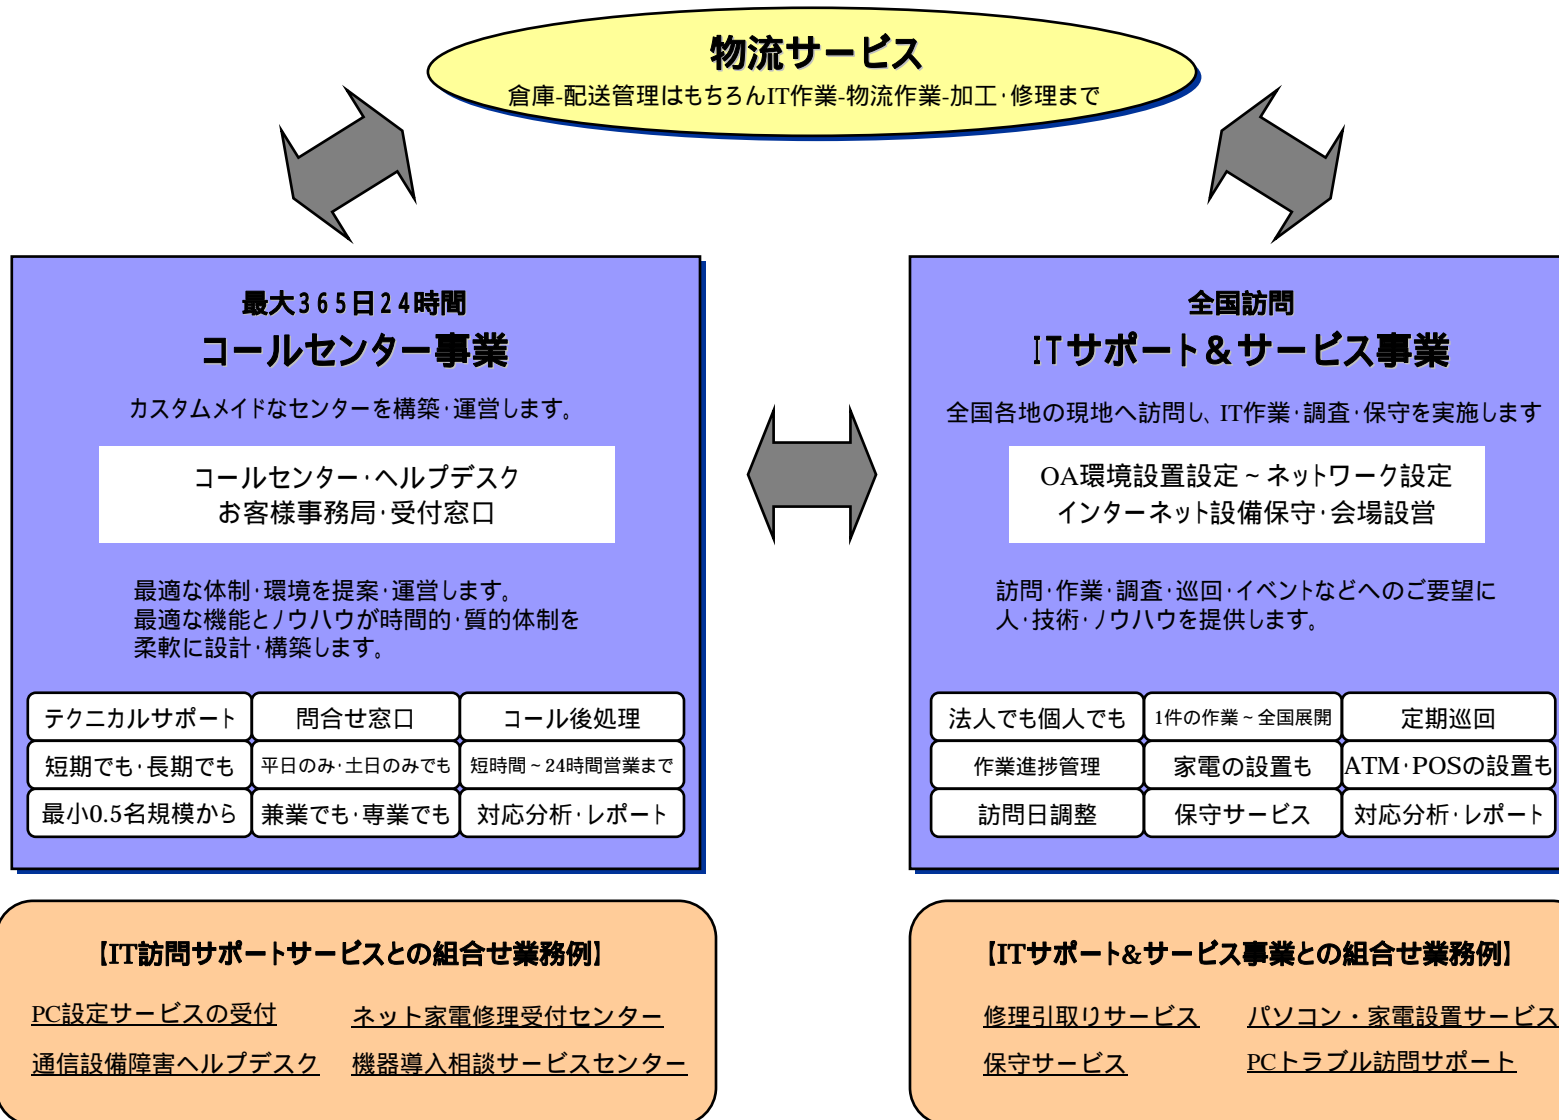 物流サービス
倉庫-配送管理はもちろんIT作業-物流作業-加工･修理まで
最大365日24時間
コールセンター事業
カスタムメイドなセンターを構築･運営します。
コールセンター･ヘルプデスク
お客様事務局･受付窓口
最適な体制･環境を提案･運営します。
最適な機能とノウハウが時間的･質的体制を
柔軟に設計･構築します。
テクニカルサポート 問合せ窓口 コール後処理
短期でも･長期でも 平日のみ･土日のみでも 短時間~24時間営業まで
最小0.5名規模から 兼業でも･専業でも 対応分析･レポート
全国訪問
ITサポート＆サービス事業
全国各地の現地へ訪問し、IT作業･調査･保守を実施します
OA環境設置設定~ネットワーク設定
インターネット設備保守･会場設営
訪問･作業･調査･巡回･イベントなどへのご要望に
人･技術･ノウハウを提供します。
法人でも個人でも 1件の作業~全国展開 定期巡回
作業進捗管理 家電の設置も ATM･POSの設置も
訪問日調整 保守サービス 対応分析･レポート
【IT訪問サポートサービスとの組合せ業務例】
PC設定サービスの受付 ネット家電修理受付センター
通信設備障害ヘルプデスク 機器導入相談サービスセンター
【ITサポート&サービス事業との組合せ業務例】
修理引取りサービス パソコン・家電設置サービス
保守サービス PCトラブル訪問サポート